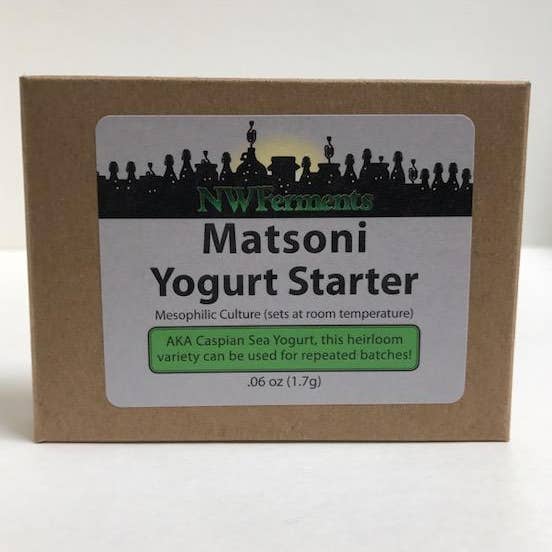 NWFerments
Matsoni
Yogurt Starter
Mesophilic Culture (sets at room temperature)
AKA Caspian Sea Yogurt, this heirloom
variety can be used for repeated batches!
.06 oz (1.7g)